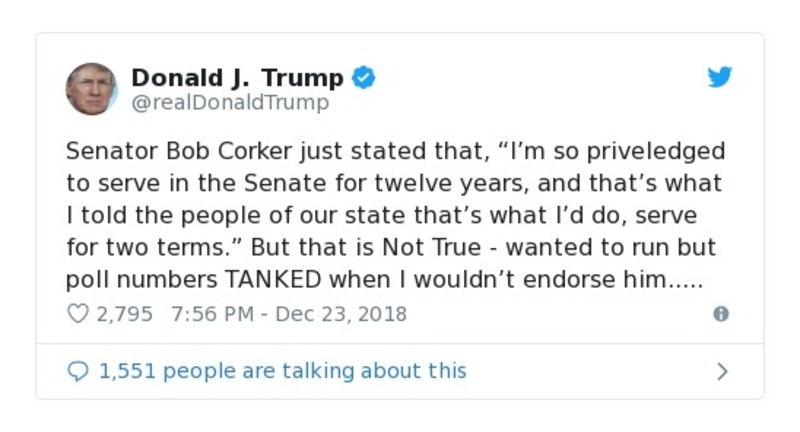 Donald J. Trump
@realDonaldTrump
Senator Bob Corker just stated that, “I’m so priveledged
to serve in the Senate for twelve years, and that’s what
I told the people of our state that’s what I’d do, serve
for two terms.” But that is Not True - wanted to run but
poll numbers TANKED when I wouldn’t endorse him.....
2,795 7:56 PM - Dec 23, 2018
1,551 people are talking about this